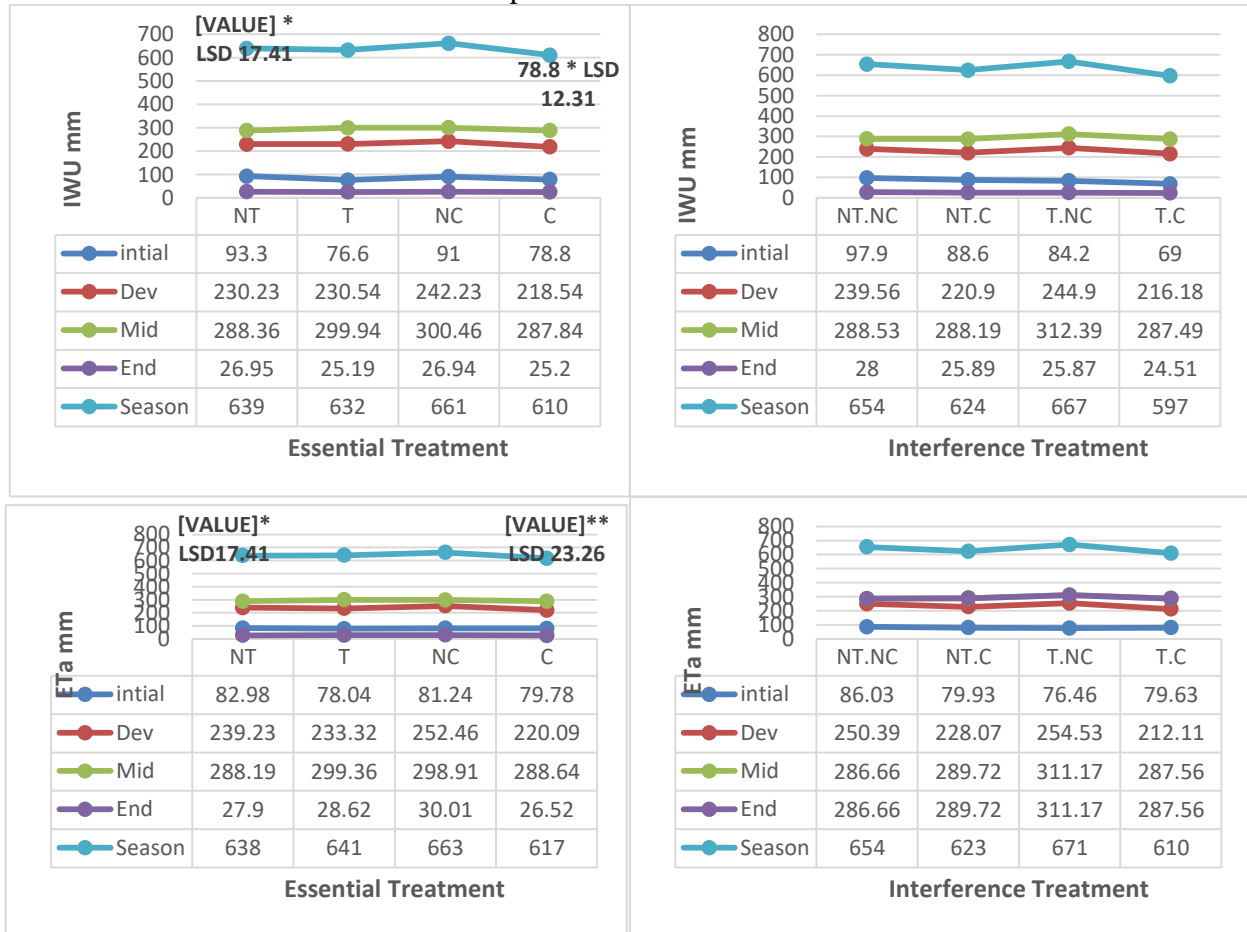 [VALUE] *
LSD 17.41
78.8 * LSD
12.31
IWU mm
700
600
500
400
300
200
100
0
NT T NC C
intial 93.3 76.6 91 78.8
Dev 230.23 230.54 242.23 218.54
Mid 288.36 299.94 300.46 287.84
End 26.95 25.19 26.94 25.2
Season 639 632 661 610
Essential Treatment
IWU mm
800
700
600
500
400
300
200
100
0
NT.NC NT.C T.NC T.C
intial 97.9 88.6 84.2 69
Dev 239.56 220.9 244.9 216.18
Mid 288.53 288.19 312.39 287.49
End 28 25.89 25.87 24.51
Season 654 624 667 597
Interference Treatment
[VALUE]*
LSD17.41
[VALUE]**
LSD 23.26
ETa mm
800
700
600
500
400
300
200
100
0
NT T NC C
intial 82.98 78.04 81.24 79.78
Dev 239.23 233.32 252.46 220.09
Mid 288.19 299.36 298.91 288.64
End 27.9 28.62 30.01 26.52
Season 638 641 663 617
Essential Treatment
ETa mm
800
700
600
500
400
300
200
100
0
NT.NC NT.C T.NC T.C
intial 86.03 79.93 76.46 79.63
Dev 250.39 228.07 254.53 212.11
Mid 286.66 289.72 311.17 287.56
End 286.66 289.72 311.17 287.56
Season 654 623 671 610
Interference Treatment